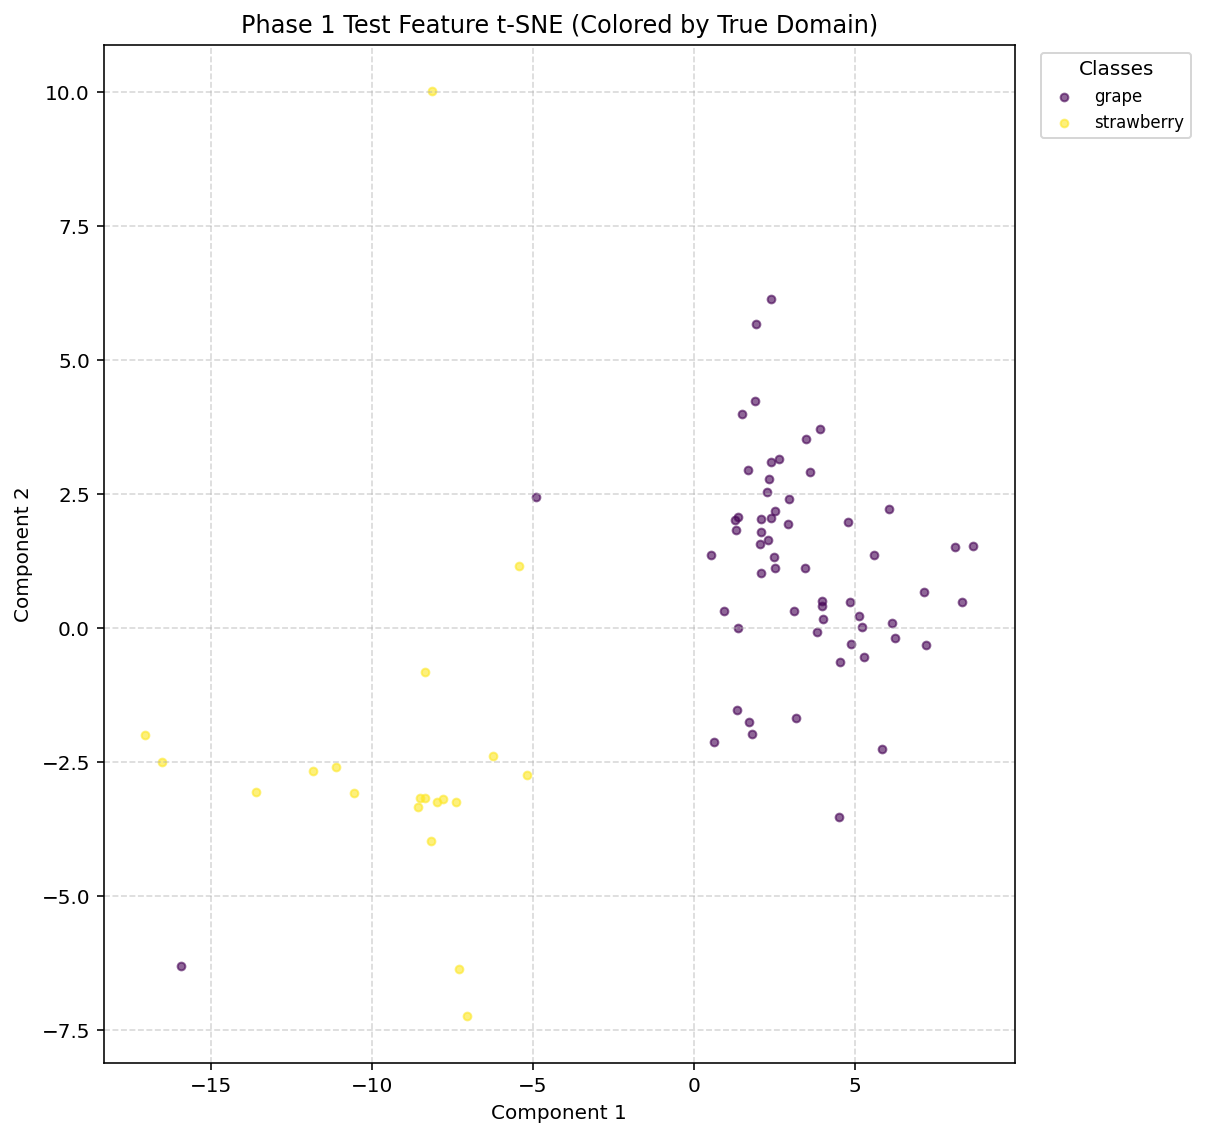 Phase 1 Test Feature t-SNE (Colored by True Domain)
Classes
grape
strawberry
10.0
7.5
5.0
2.5
0.0
−2.5
−5.0
−7.5
Component 2
−15
−10
−5
0
5
Component 1